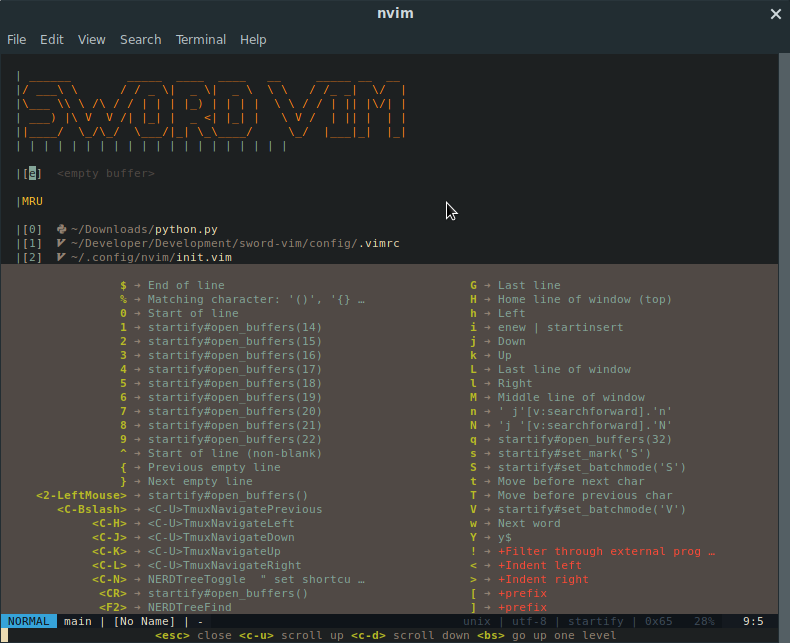 nvim
File Edit View Search Terminal Help
SWORD VIM
[e] <empty buffer>
MRU
[0] ~/Downloads/python.py
[1] ~/Developer/Development/sword-vim/config/.vimrc
[2] ~/.config/nvim/init.vim
$ → End of line G → Last line
% → Matching character: '()', '{} … H → Home line of window (top)
0 → Start of line h → Left
1 → startify#open_buffers(14) i → enew | startinsert
2 → startify#open_buffers(15) j → Down
3 → startify#open_buffers(16) k → Up
4 → startify#open_buffers(17) L → Last line of window
5 → startify#open_buffers(18) l → Right
6 → startify#open_buffers(19) M → Middle line of window
7 → startify#open_buffers(20) n → ' j'[v:searchforward].'n'
8 → startify#open_buffers(21) N → 'j '[v:searchforward].'N'
9 → startify#open_buffers(22) q → startify#open_buffers(32)
^ → Start of line (non-blank) s → startify#set_mark('S')
{ → Previous empty line S → startify#set_batchmode('S')
} → Next empty line t → Move before next char
<2-LeftMouse> → startify#open_buffers() T → Move before previous char
<C-Bslash> → <C-U>TmuxNavigatePrevious V → startify#set_batchmode('V')
<C-H> → <C-U>TmuxNavigateLeft w → Next word
<C-J> → <C-U>TmuxNavigateDown Y → y$
<C-K> → <C-U>TmuxNavigateUp ! → +Filter through external prog …
<C-L> → <C-U>TmuxNavigateRight < → +Indent left
<C-N> → NERDTreeToggle " set shortcu … > → +Indent right
<CR> → startify#open_buffers() [ → +prefix
<F2> → NERDTreeFind ] → +prefix
NORMAL main | [No Name] | - unix | utf-8 | startify | 0x65 28% 9:5
<esc> close <c-u> scroll up <c-d> scroll down <bs> go up one level